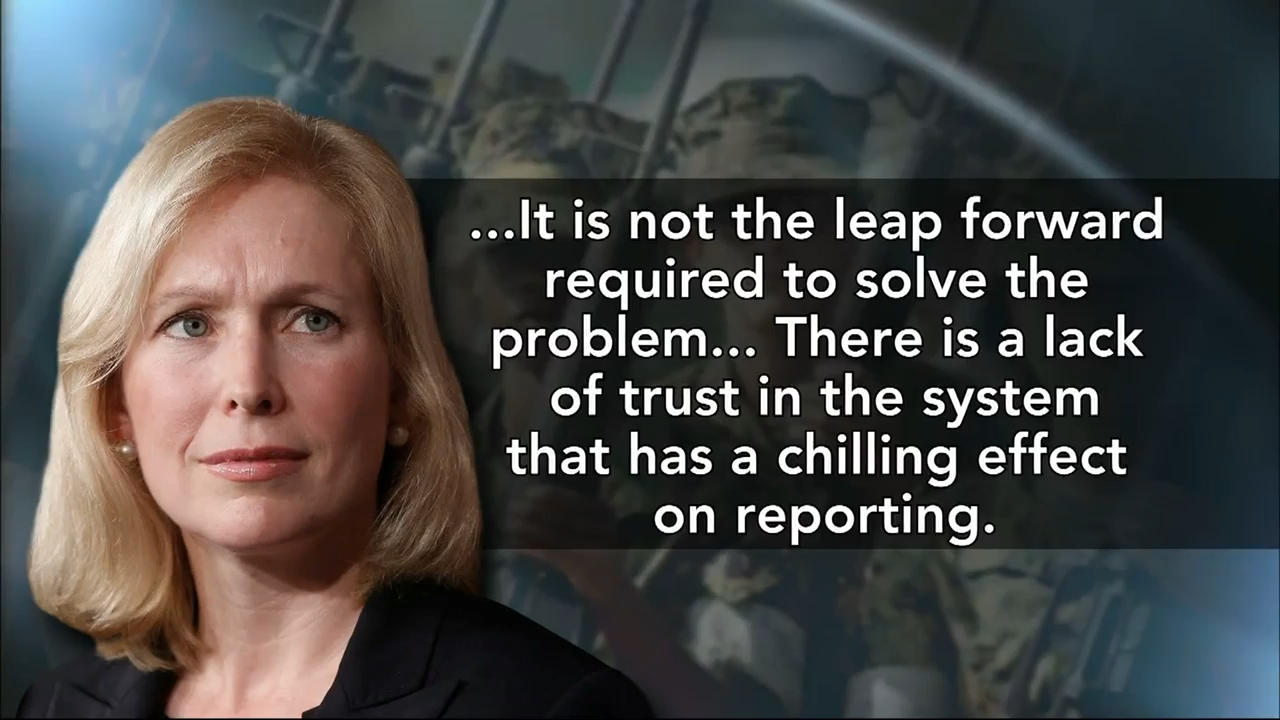 ...It is not the leap forward
required to solve the
problem... There is a lack
of trust in the system
that has a chilling effect
on reporting.